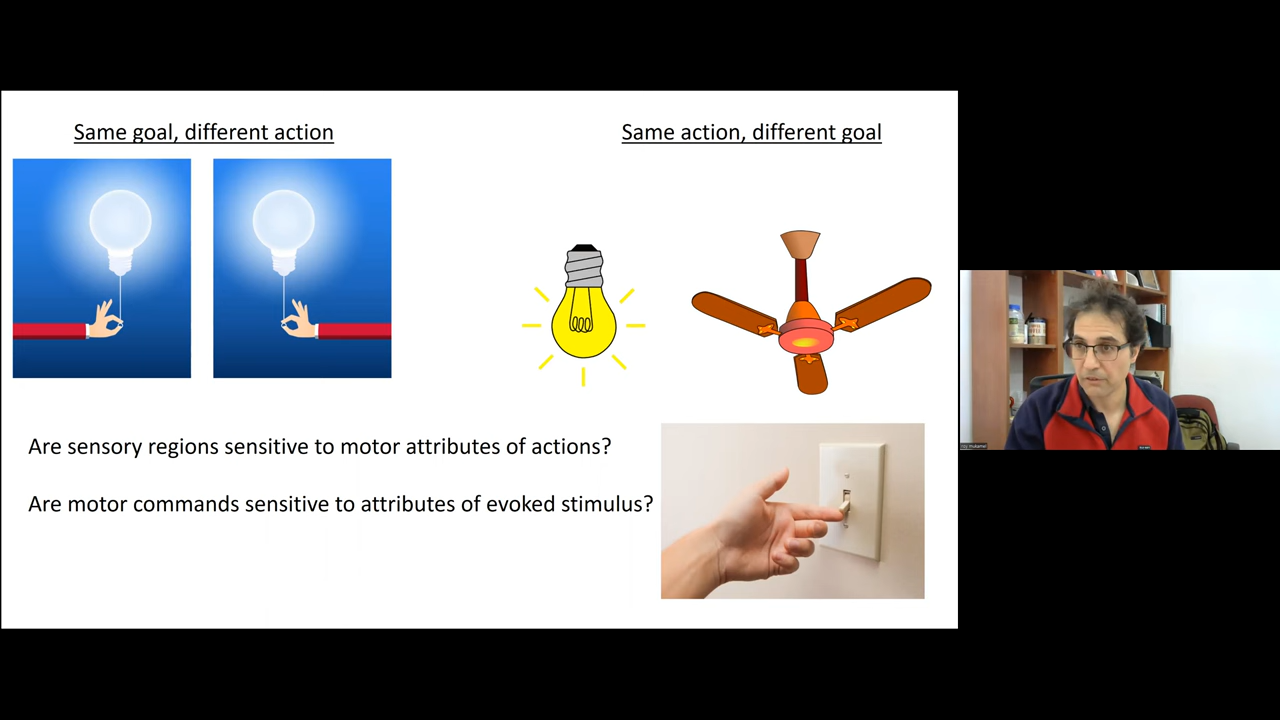 Same goal, different action
Same action, different goal
Are sensory regions sensitive to motor attributes of actions?
Are motor commands sensitive to attributes of evoked stimulus?